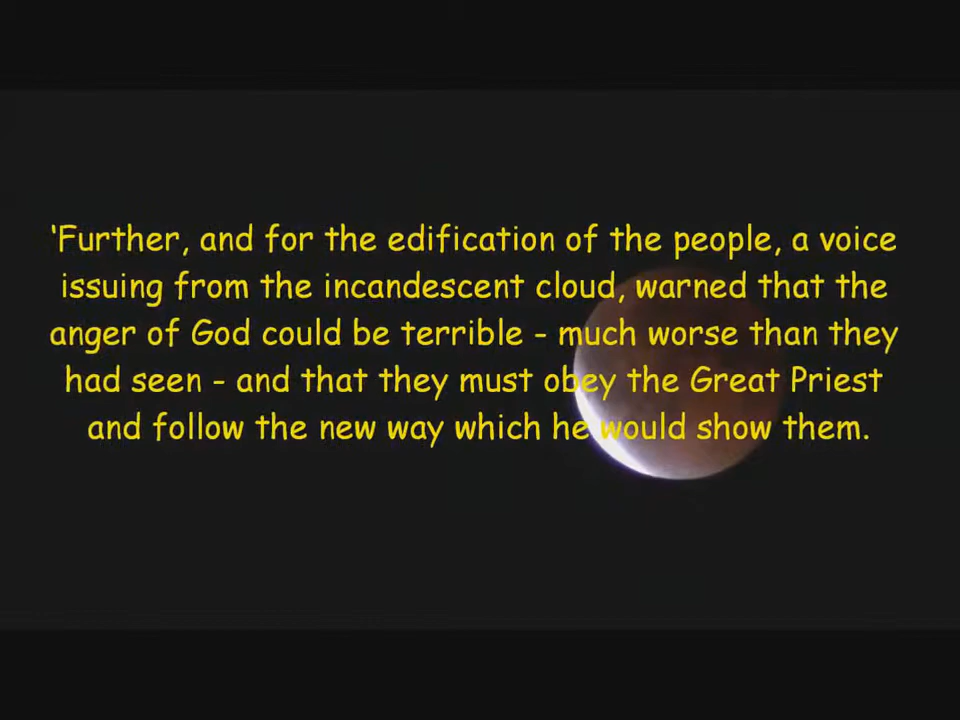 ‘Further, and for the edification of the people, a voice
issuing from the incandescent cloud, warned that the
anger of God could be terrible - much worse than they
had seen - and that they must obey the Great Priest
and follow the new way which he would show them.